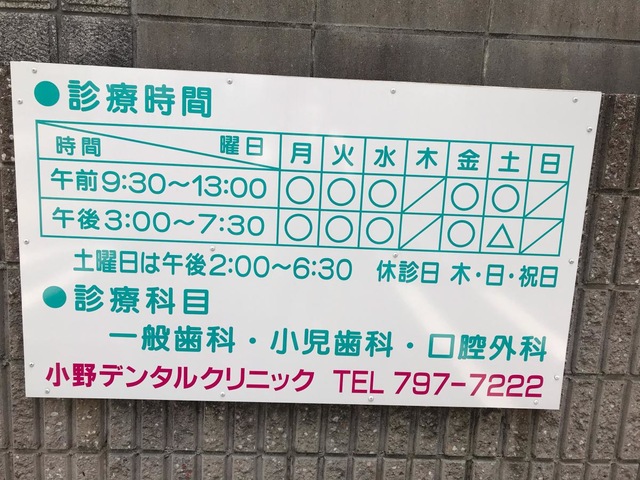 ●診療時間
時間 曜日 月 火 水 木 金 土 日
午前9:30〜13:00 ○ ○ ○ ／ ○ ○ ／
午後3:00〜7:30 ○ ○ ○ ／ ○ △ ／
土曜日は午後2:00〜6:30 休診日 木・日・祝日
●診療科目
一般歯科・小児歯科・口腔外科
小野デンタルクリニック TEL 797-7222